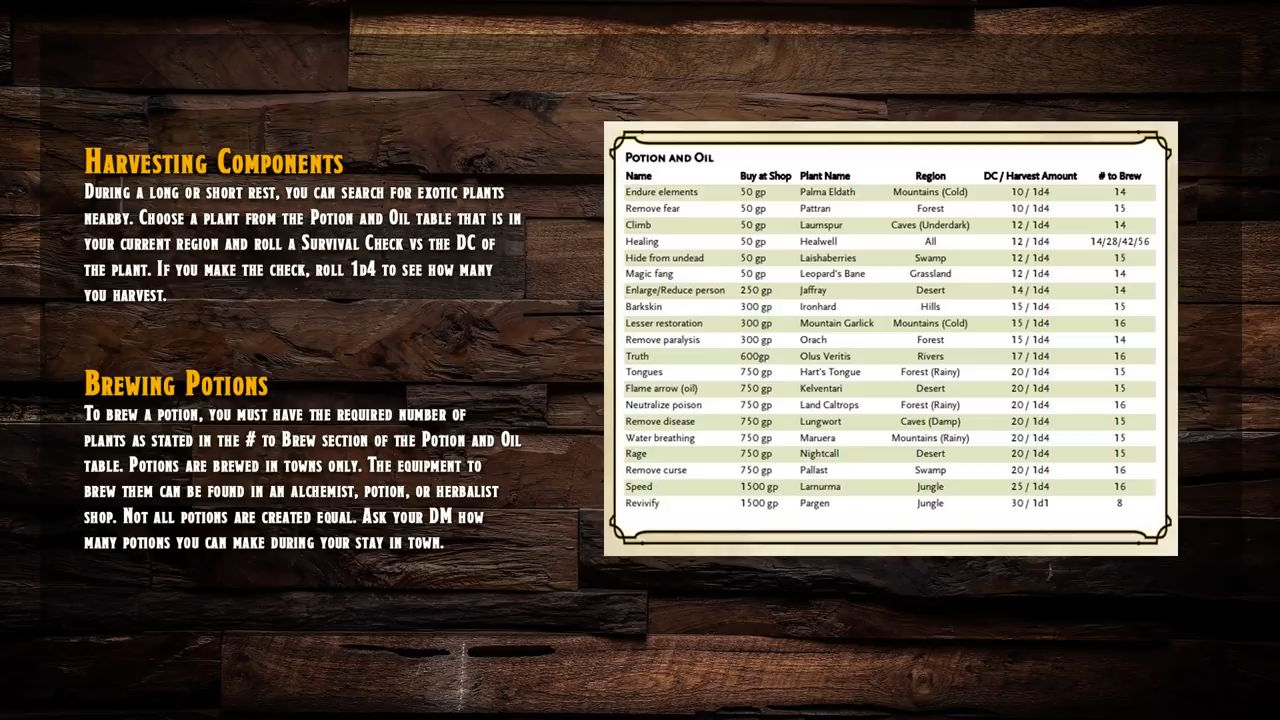 Harvesting Components
During a long or short rest, you can search for exotic plants
nearby. Choose a plant from the Potion and Oil table that is in
your current region and roll a Survival Check vs the DC of
the plant. If you make the check, roll 1d4 to see how many
you harvest.
Brewing Potions
To brew a potion, you must have the required number of
plants as stated in the # to Brew section of the Potion and Oil
table. Potions are brewed in towns only. The equipment to
brew them can be found in an alchemist, potion, or herbalist
shop. Not all potions are created equal. Ask your DM how
many potions you can make during your stay in town.
Potion and Oil
Name Buy at Shop Plant Name Region DC / Harvest Amount # to Brew
Endure elements 50 gp Palma Eldath Mountains (Cold) 10 / 1d4 14
Remove fear 50 gp Pattran Forest 10 / 1d4 15
Climb 50 gp Laumspur Caves (Underdark) 12 / 1d4 14
Healing 50 gp Healwell All 12 / 1d4 14/28/42/56
Hide from undead 50 gp Laishaberries Swamp 12 / 1d4 15
Magic fang 50 gp Leopard's Bane Grassland 12 / 1d4 14
Enlarge/Reduce person 250 gp Jaffray Desert 14 / 1d4 14
Barkskin 300 gp Ironhard Hills 15 / 1d4 15
Lesser restoration 300 gp Mountain Garlick Mountains (Cold) 15 / 1d4 16
Remove paralysis 300 gp Orach Forest 15 / 1d4 14
Truth 600gp Olus Veritis Rivers 17 / 1d4 16
Tongues 750 gp Hart's Tongue Forest (Rainy) 20 / 1d4 15
Flame arrow (oil) 750 gp Kelventari Desert 20 / 1d4 15
Neutralize poison 750 gp Land Caltrops Forest (Rainy) 20 / 1d4 16
Remove disease 750 gp Lungwort Caves (Damp) 20 / 1d4 15
Water breathing 750 gp Maruera Mountains (Rainy) 20 / 1d4 15
Rage 750 gp Nightcall Desert 20 / 1d4 15
Remove curse 750 gp Pallast Swamp 20 / 1d4 16
Speed 1500 gp Larnurma Jungle 25 / 1d4 16
Revivify 1500 gp Pargen Jungle 30 / 1d1 8